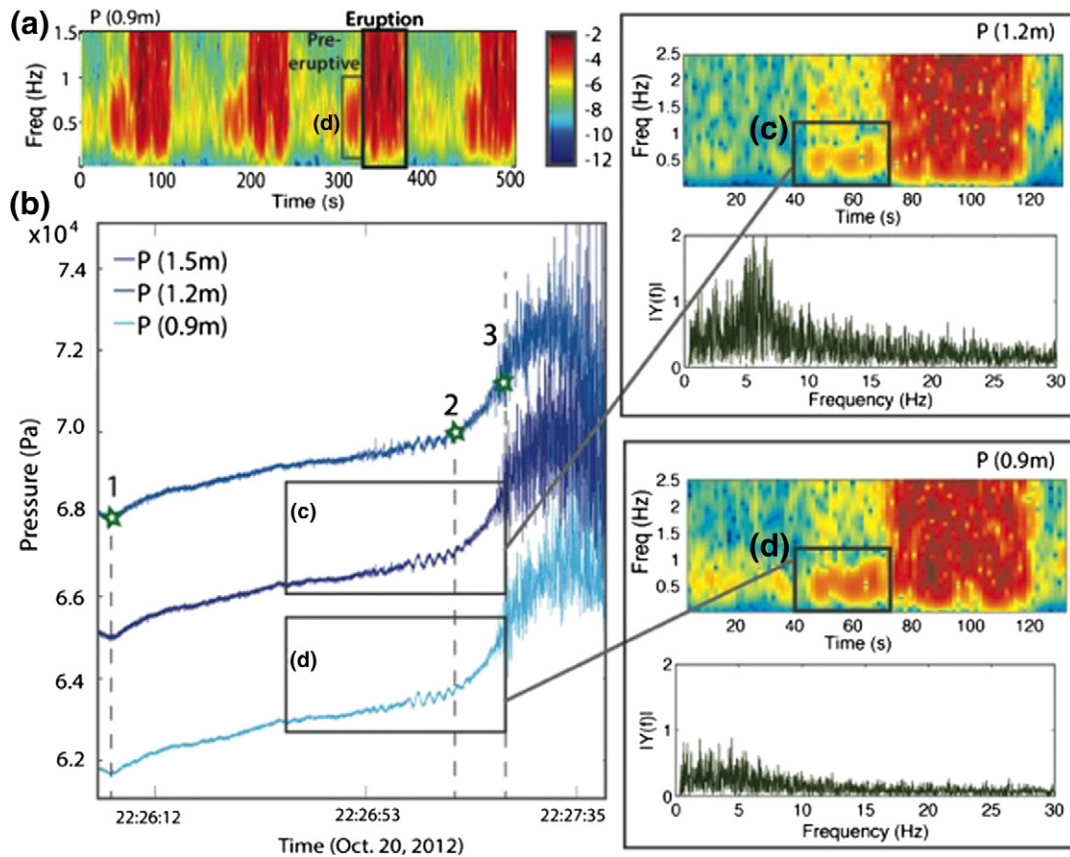 (a)
P (0.9m)
Eruption
Pre-
eruptive
(d)
Freq (Hz)
1.5
1
0.5
0
0 100 200 300 400 500
Time (s)
-2
-4
-6
-8
-10
-12
(b)
x10⁴
7.4
7.2
7.0
6.8
6.6
6.4
6.2
Pressure (Pa)
P (1.5m)
P (1.2m)
P (0.9m)
1
2
3
(c)
(d)
22:26:12 22:26:53 22:27:35
Time (Oct. 20, 2012)
P (1.2m)
(c)
Freq (Hz)
2.5
2
1.5
1
0.5
20 40 60 80 100 120
Time (s)
|Y(f)|
2
1
0
0 5 10 15 20 25 30
Frequency (Hz)
P (0.9m)
(d)
Freq (Hz)
2.5
2
1.5
1
0.5
20 40 60 80 100 120
Time (s)
|Y(f)|
2
1
0
0 5 10 15 20 25 30
Frequency (Hz)